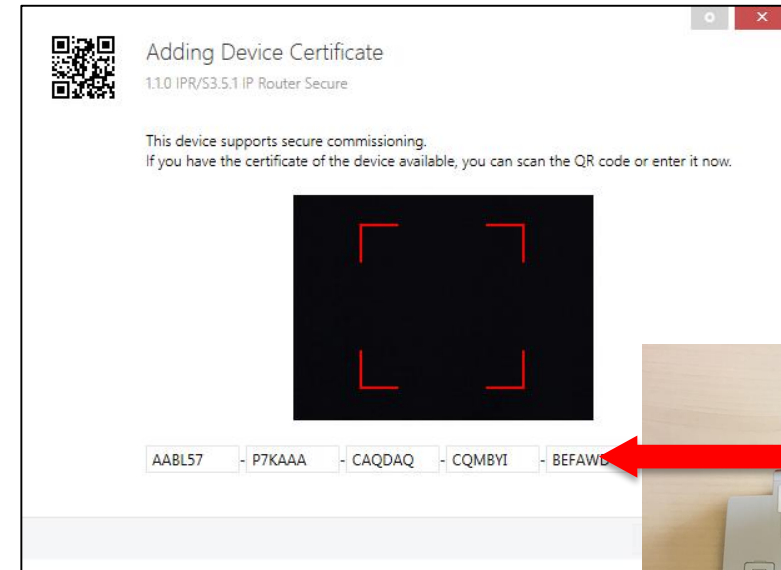 Adding Device Certificate
1.1.0 IPR/S3.5.1 IP Router Secure
This device supports secure commissioning.
If you have the certificate of the device available, you can scan the QR code or enter it now.
AABL57 - P7KAAA - CAQDAQ - CQMBYI - BEFAWD